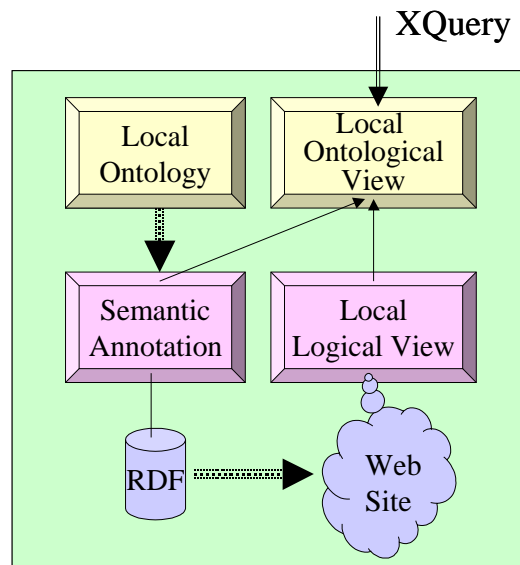 XQuery
Local
Ontology
Local
Ontological
View
Semantic
Annotation
Local
Logical View
RDF
Web
Site